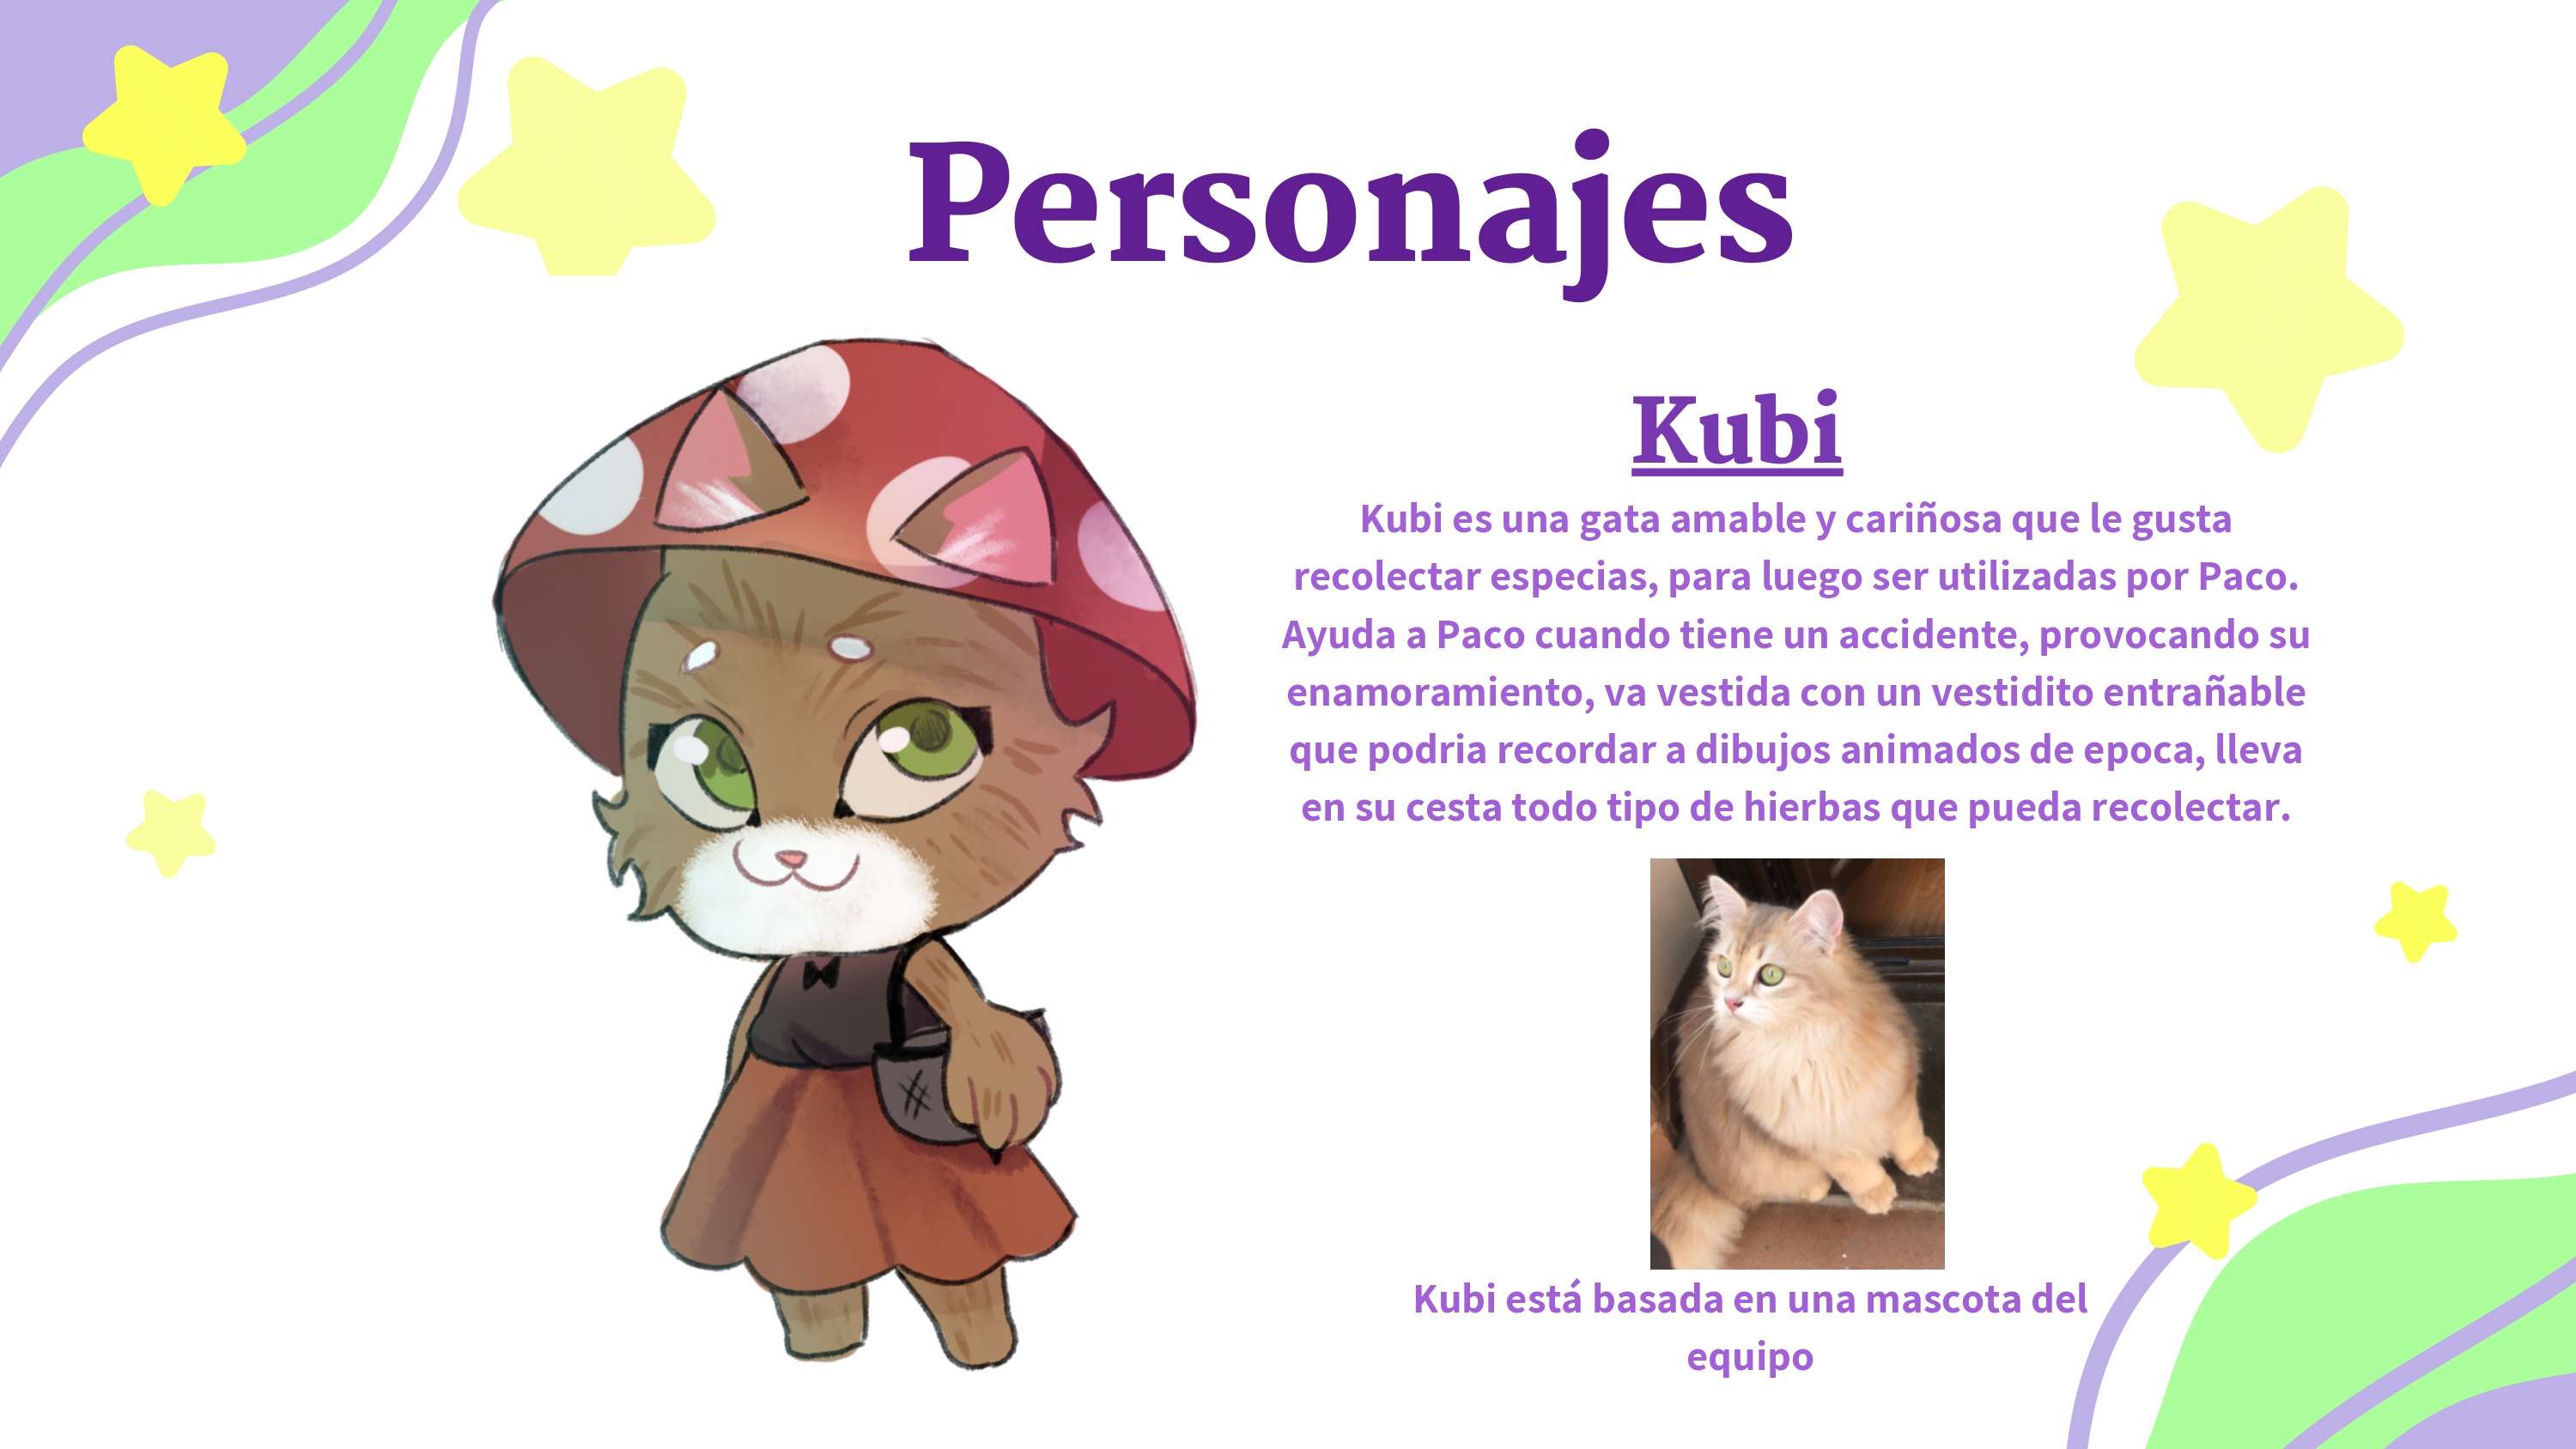 Personajes
Kubi
Kubi es una gata amable y cariñosa que le gusta
recolectar especias, para luego ser utilizadas por Paco.
Ayuda a Paco cuando tiene un accidente, provocando su
enamoramiento, va vestida con un vestidito entrañable
que podria recordar a dibujos animados de epoca, lleva
en su cesta todo tipo de hierbas que pueda recolectar.
Kubi está basada en una mascota del
equipo